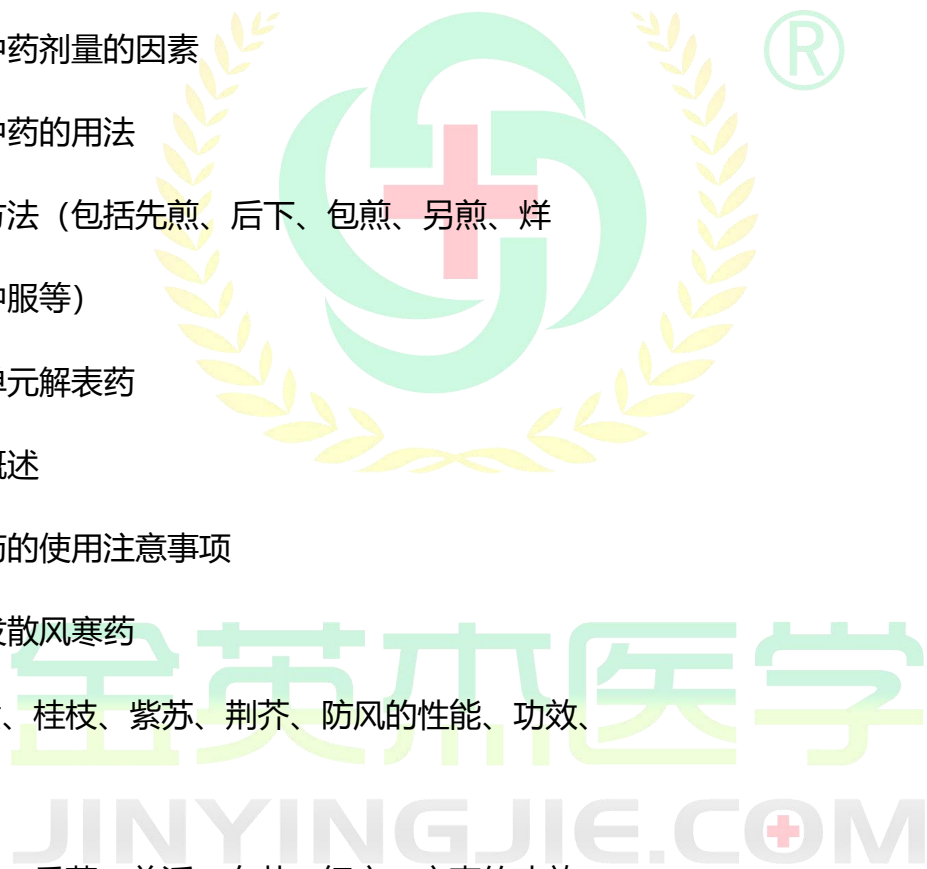 药剂量的因素
药的用法
方法（包括先煎、后下、包煎、另煎、烊
服等）
单元解表药
概述
药的使用注意事项
发散风寒药
、桂枝、紫苏、荆芥、防风的性能、功效、
金英杰医学
JINYINGJIE.COM
®